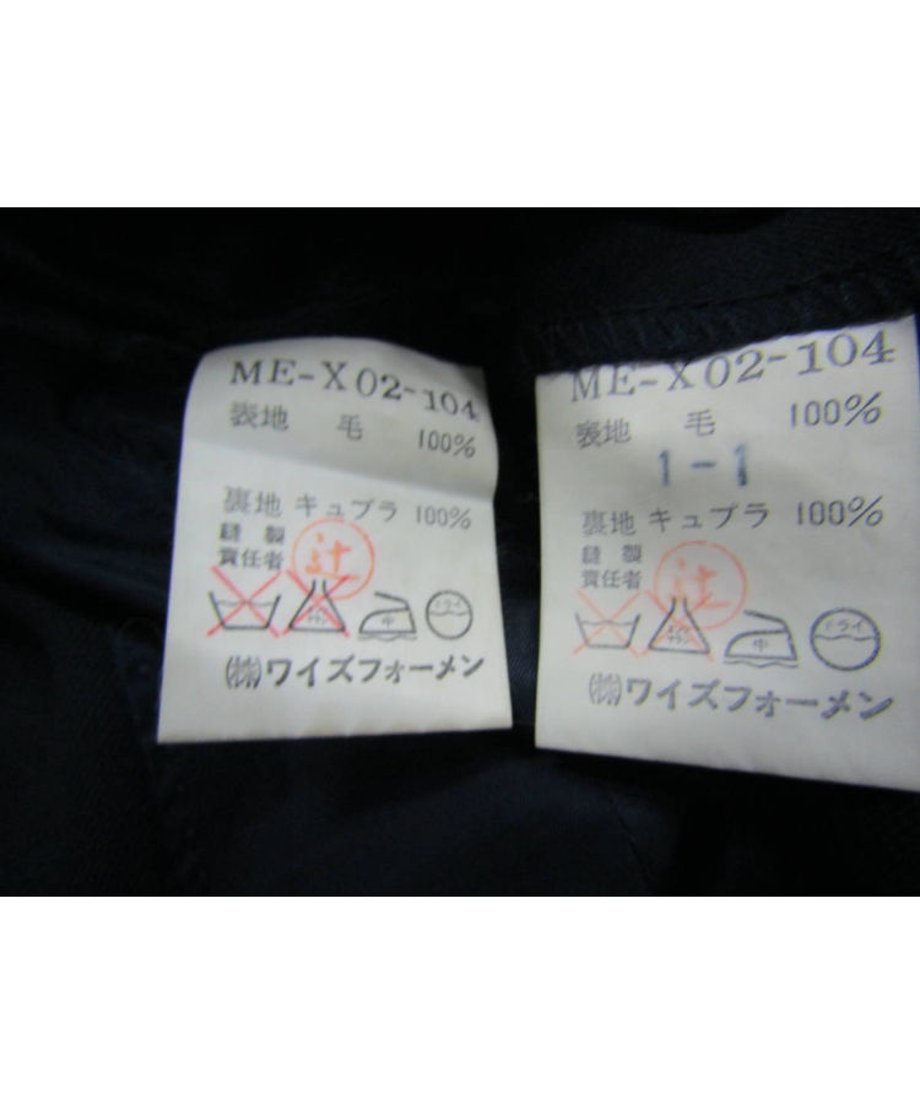 ME-X02-104
表地 毛 100%
裏地 キュプラ 100%
縫製
責任者
辻
中
ドライ
㈱ワイズフォーメン
ME-X02-104
表地 毛 100%
1-1
裏地 キュプラ 100%
縫製
責任者
辻
中
ドライ
㈱ワイズフォーメン